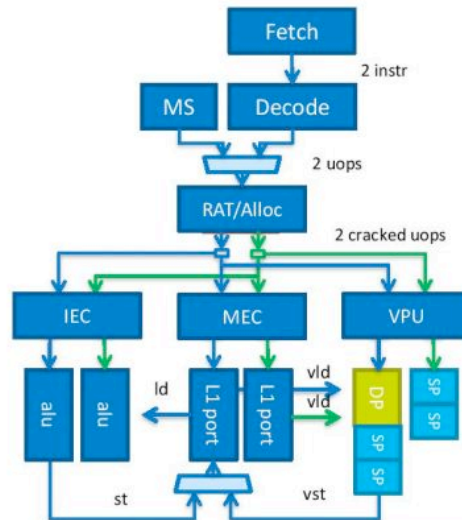 Fetch
2 instr
MS
Decode
2 uops
RAT/Alloc
2 cracked uops
IEC
MEC
VPU
alu
alu
ld
L1 port
L1 port
vld
vld
DP
SP
SP
SP
SP
st
vst